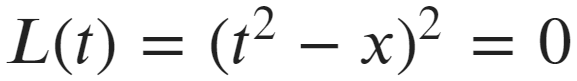 L(t) = (t² − x)² = 0